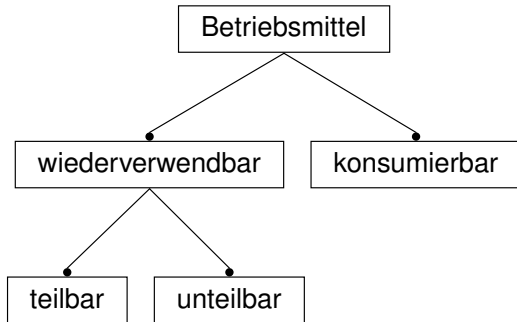 Betriebsmittel
wiederverwendbar
konsumierbar
teilbar
unteilbar